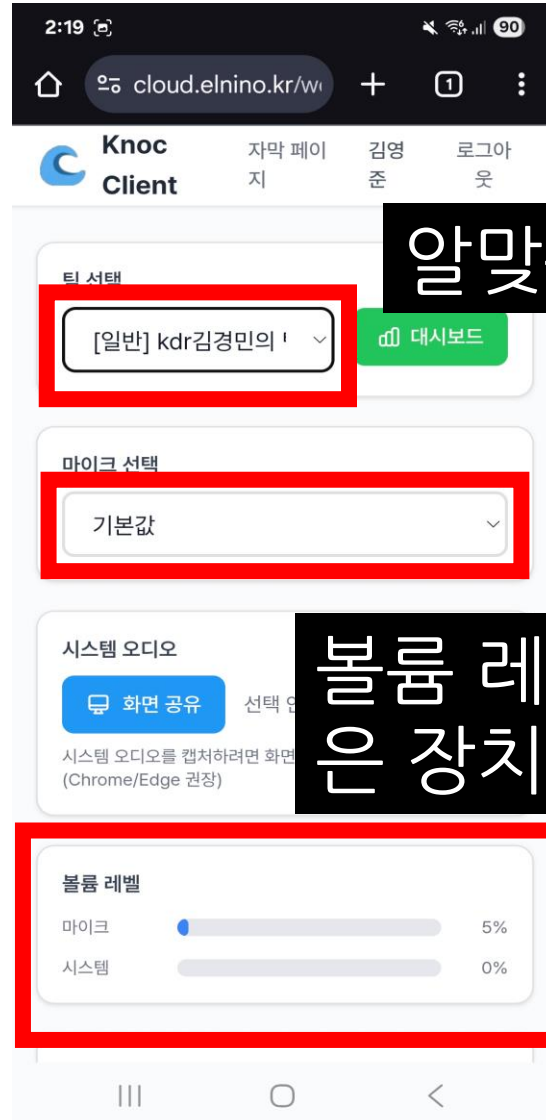 2:19
90
cloud.elnino.kr/w
1
Knoc Client
자막 페이지
김영준
로그아웃
알맞
팀 선택
[일반] kdr김경민의
대시보드
마이크 선택
기본값
시스템 오디오
화면 공유
선택
볼륨 레
은 장치
시스템 오디오를 캡처하려면 화면
(Chrome/Edge 권장)
볼륨 레벨
마이크 5%
시스템 0%